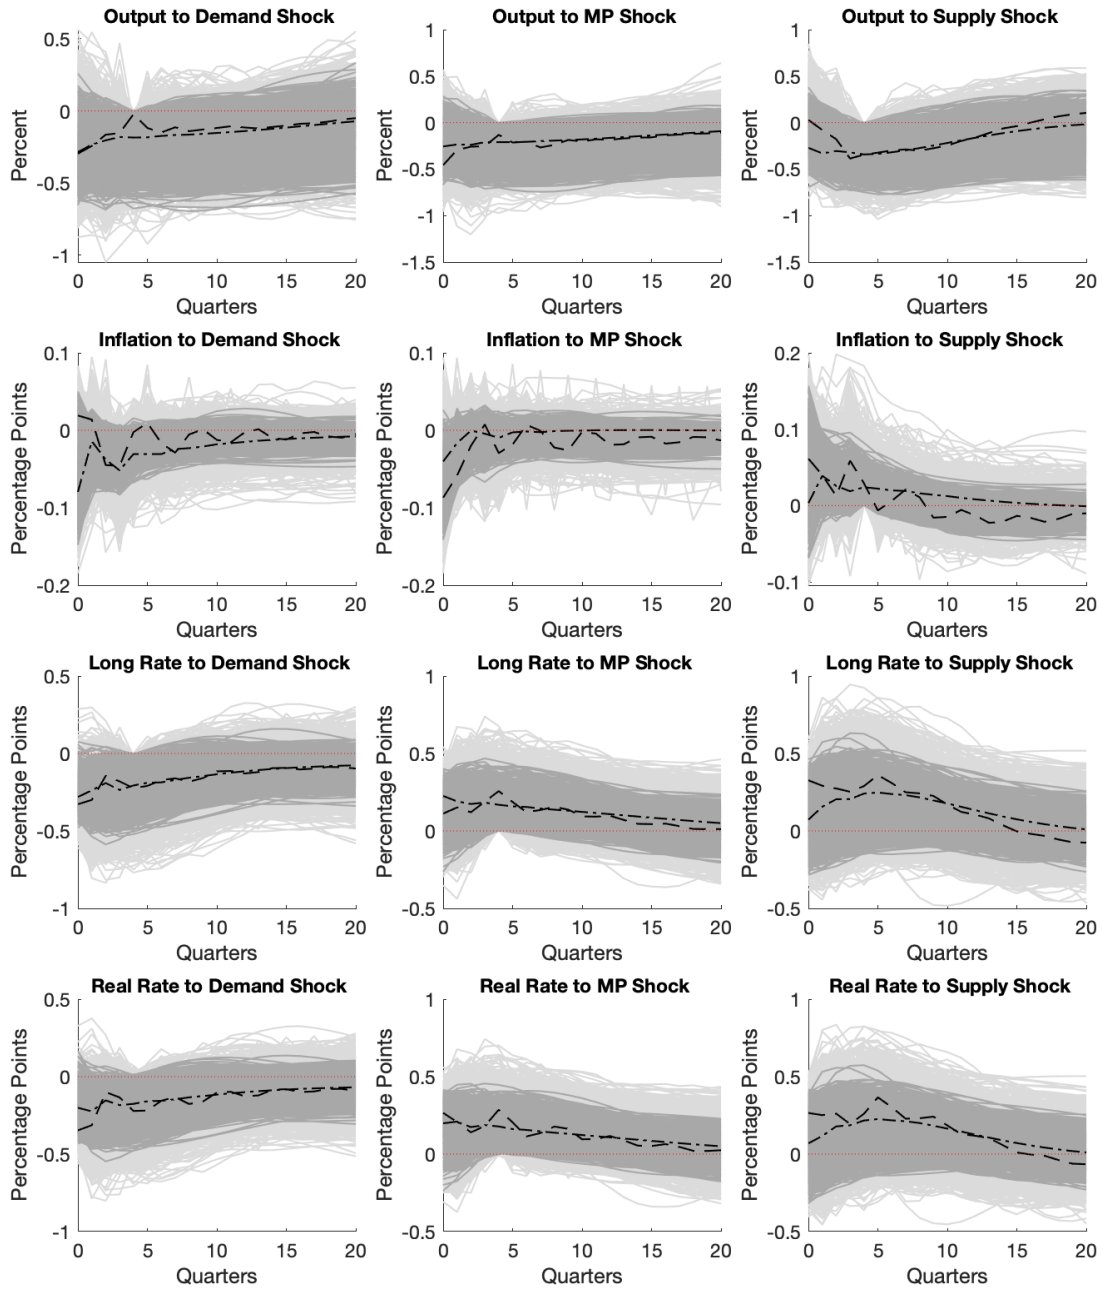 Output to Demand Shock
Output to MP Shock
Output to Supply Shock
Percent
0.5
0
-0.5
-1
0 5 10 15 20
Quarters
1
0.5
0
-0.5
-1
-1.5
0 5 10 15 20
Quarters
1
0.5
0
-0.5
-1
-1.5
0 5 10 15 20
Quarters
Inflation to Demand Shock
Inflation to MP Shock
Inflation to Supply Shock
Percentage Points
0.1
0
-0.1
-0.2
0 5 10 15 20
Quarters
Percentage Points
0.1
0
-0.1
-0.2
0 5 10 15 20
Quarters
Percentage Points
0.2
0.1
0
-0.1
0 5 10 15 20
Quarters
Long Rate to Demand Shock
Long Rate to MP Shock
Long Rate to Supply Shock
Percentage Points
0.5
0
-0.5
-1
0 5 10 15 20
Quarters
Percentage Points
1
0.5
0
-0.5
0 5 10 15 20
Quarters
Percentage Points
1
0.5
0
-0.5
0 5 10 15 20
Quarters
Real Rate to Demand Shock
Real Rate to MP Shock
Real Rate to Supply Shock
Percentage Points
0.5
0
-0.5
-1
0 5 10 15 20
Quarters
Percentage Points
1
0.5
0
-0.5
0 5 10 15 20
Quarters
Percentage Points
1
0.5
0
-0.5
0 5 10 15 20
Quarters